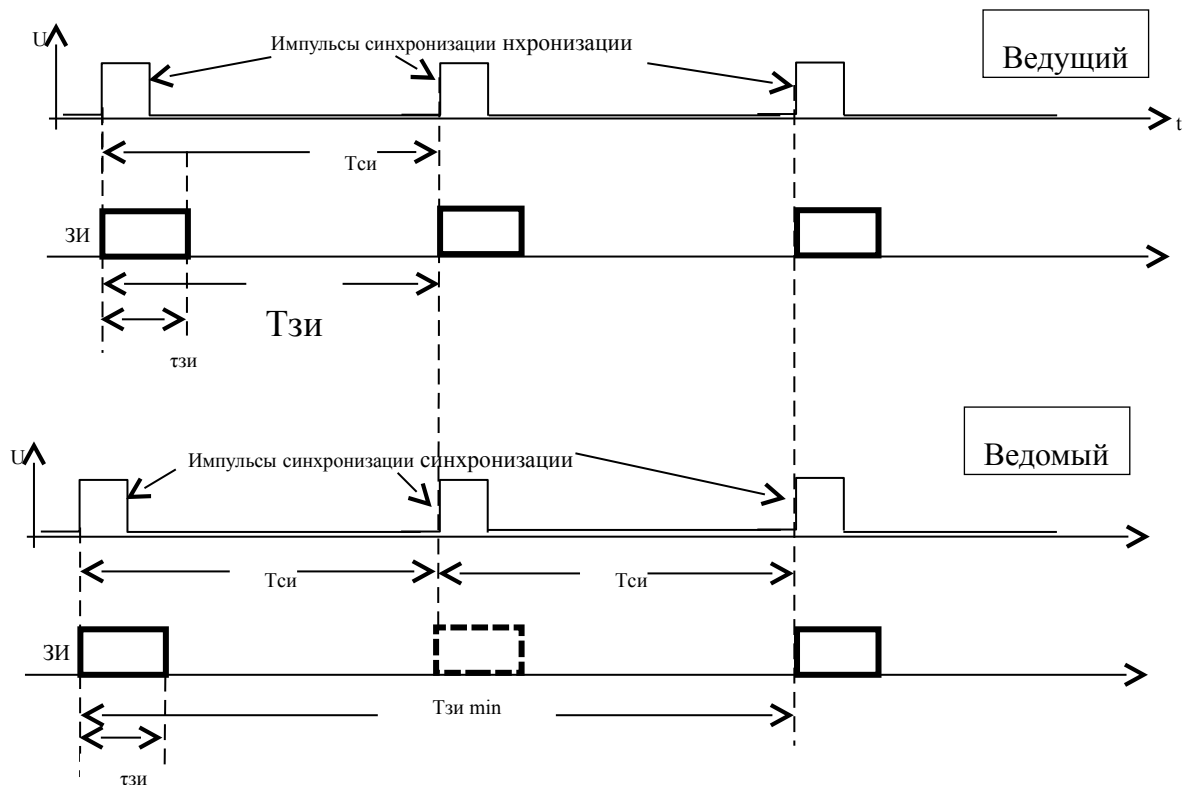 U
Импульсы синхронизации нхронизации
Ведущий
t
Тси
ЗИ
Тзи
τзи
U
Импульсы синхронизации синхронизации
Ведомый
Тси
Тси
ЗИ
Тзи min
τзи